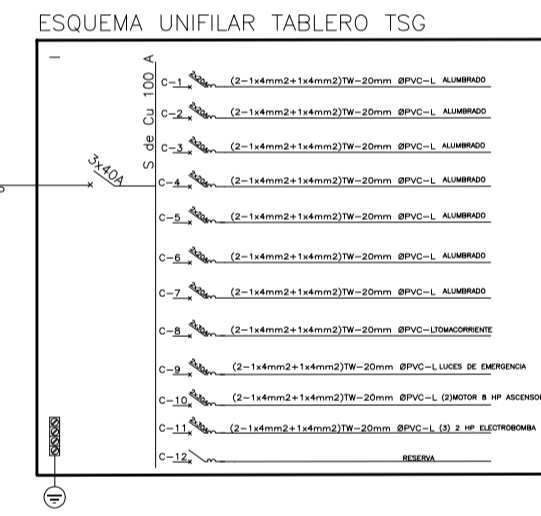 ESQUEMA UNIFILAR TABLERO TSG
S de Cu 100 A
3x40A
C-1 (2-1x4mm2+1x4mm2)TW-20mm ØPVC-L ALUMBRADO
C-2 (2-1x4mm2+1x4mm2)TW-20mm ØPVC-L ALUMBRADO
C-3 (2-1x4mm2+1x4mm2)TW-20mm ØPVC-L ALUMBRADO
C-4 (2-1x4mm2+1x4mm2)TW-20mm ØPVC-L ALUMBRADO
C-5 (2-1x4mm2+1x4mm2)TW-20mm ØPVC-L ALUMBRADO
C-6 (2-1x4mm2+1x4mm2)TW-20mm ØPVC-L ALUMBRADO
C-7 (2-1x4mm2+1x4mm2)TW-20mm ØPVC-L ALUMBRADO
C-8 (2-1x4mm2+1x4mm2)TW-20mm ØPVC-LTOMACORRIENTE
C-9 (2-1x4mm2+1x4mm2)TW-20mm ØPVC-L LUCES DE EMERGENCIA
C-10 (2-1x4mm2+1x4mm2)TW-20mm ØPVC-L (2)MOTOR 8 HP ASCENSOR
C-11 (2-1x4mm2+1x4mm2)TW-20mm ØPVC-L (3) 2 HP ELECTROBOMBA
C-12 RESERVA